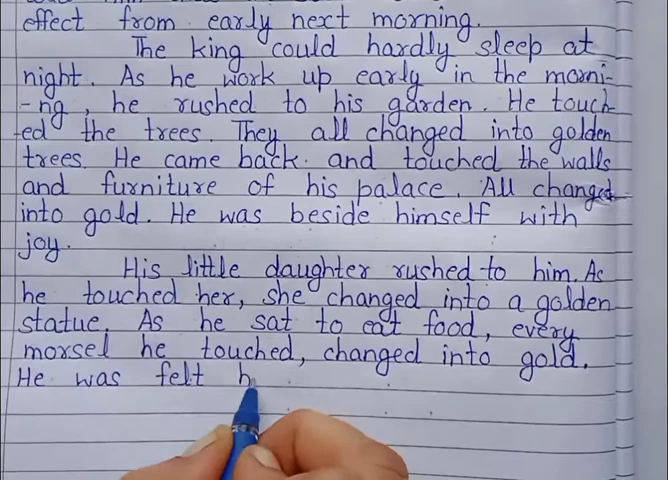 effect from early next morning.
The king could hardly sleep at
night. As he work up early in the morni-
-ng, he rushed to his garden. He touch-
-ed the trees. They all changed into golden
trees. He came back. and touched the walls
and furniture of his palace. All changed
into gold. He was beside himself with
joy.
His little daughter rushed to him. As
he touched her, she changed into a golden
statue. As he sat to eat food, every
morsel he touched, changed into gold.
He was felt h